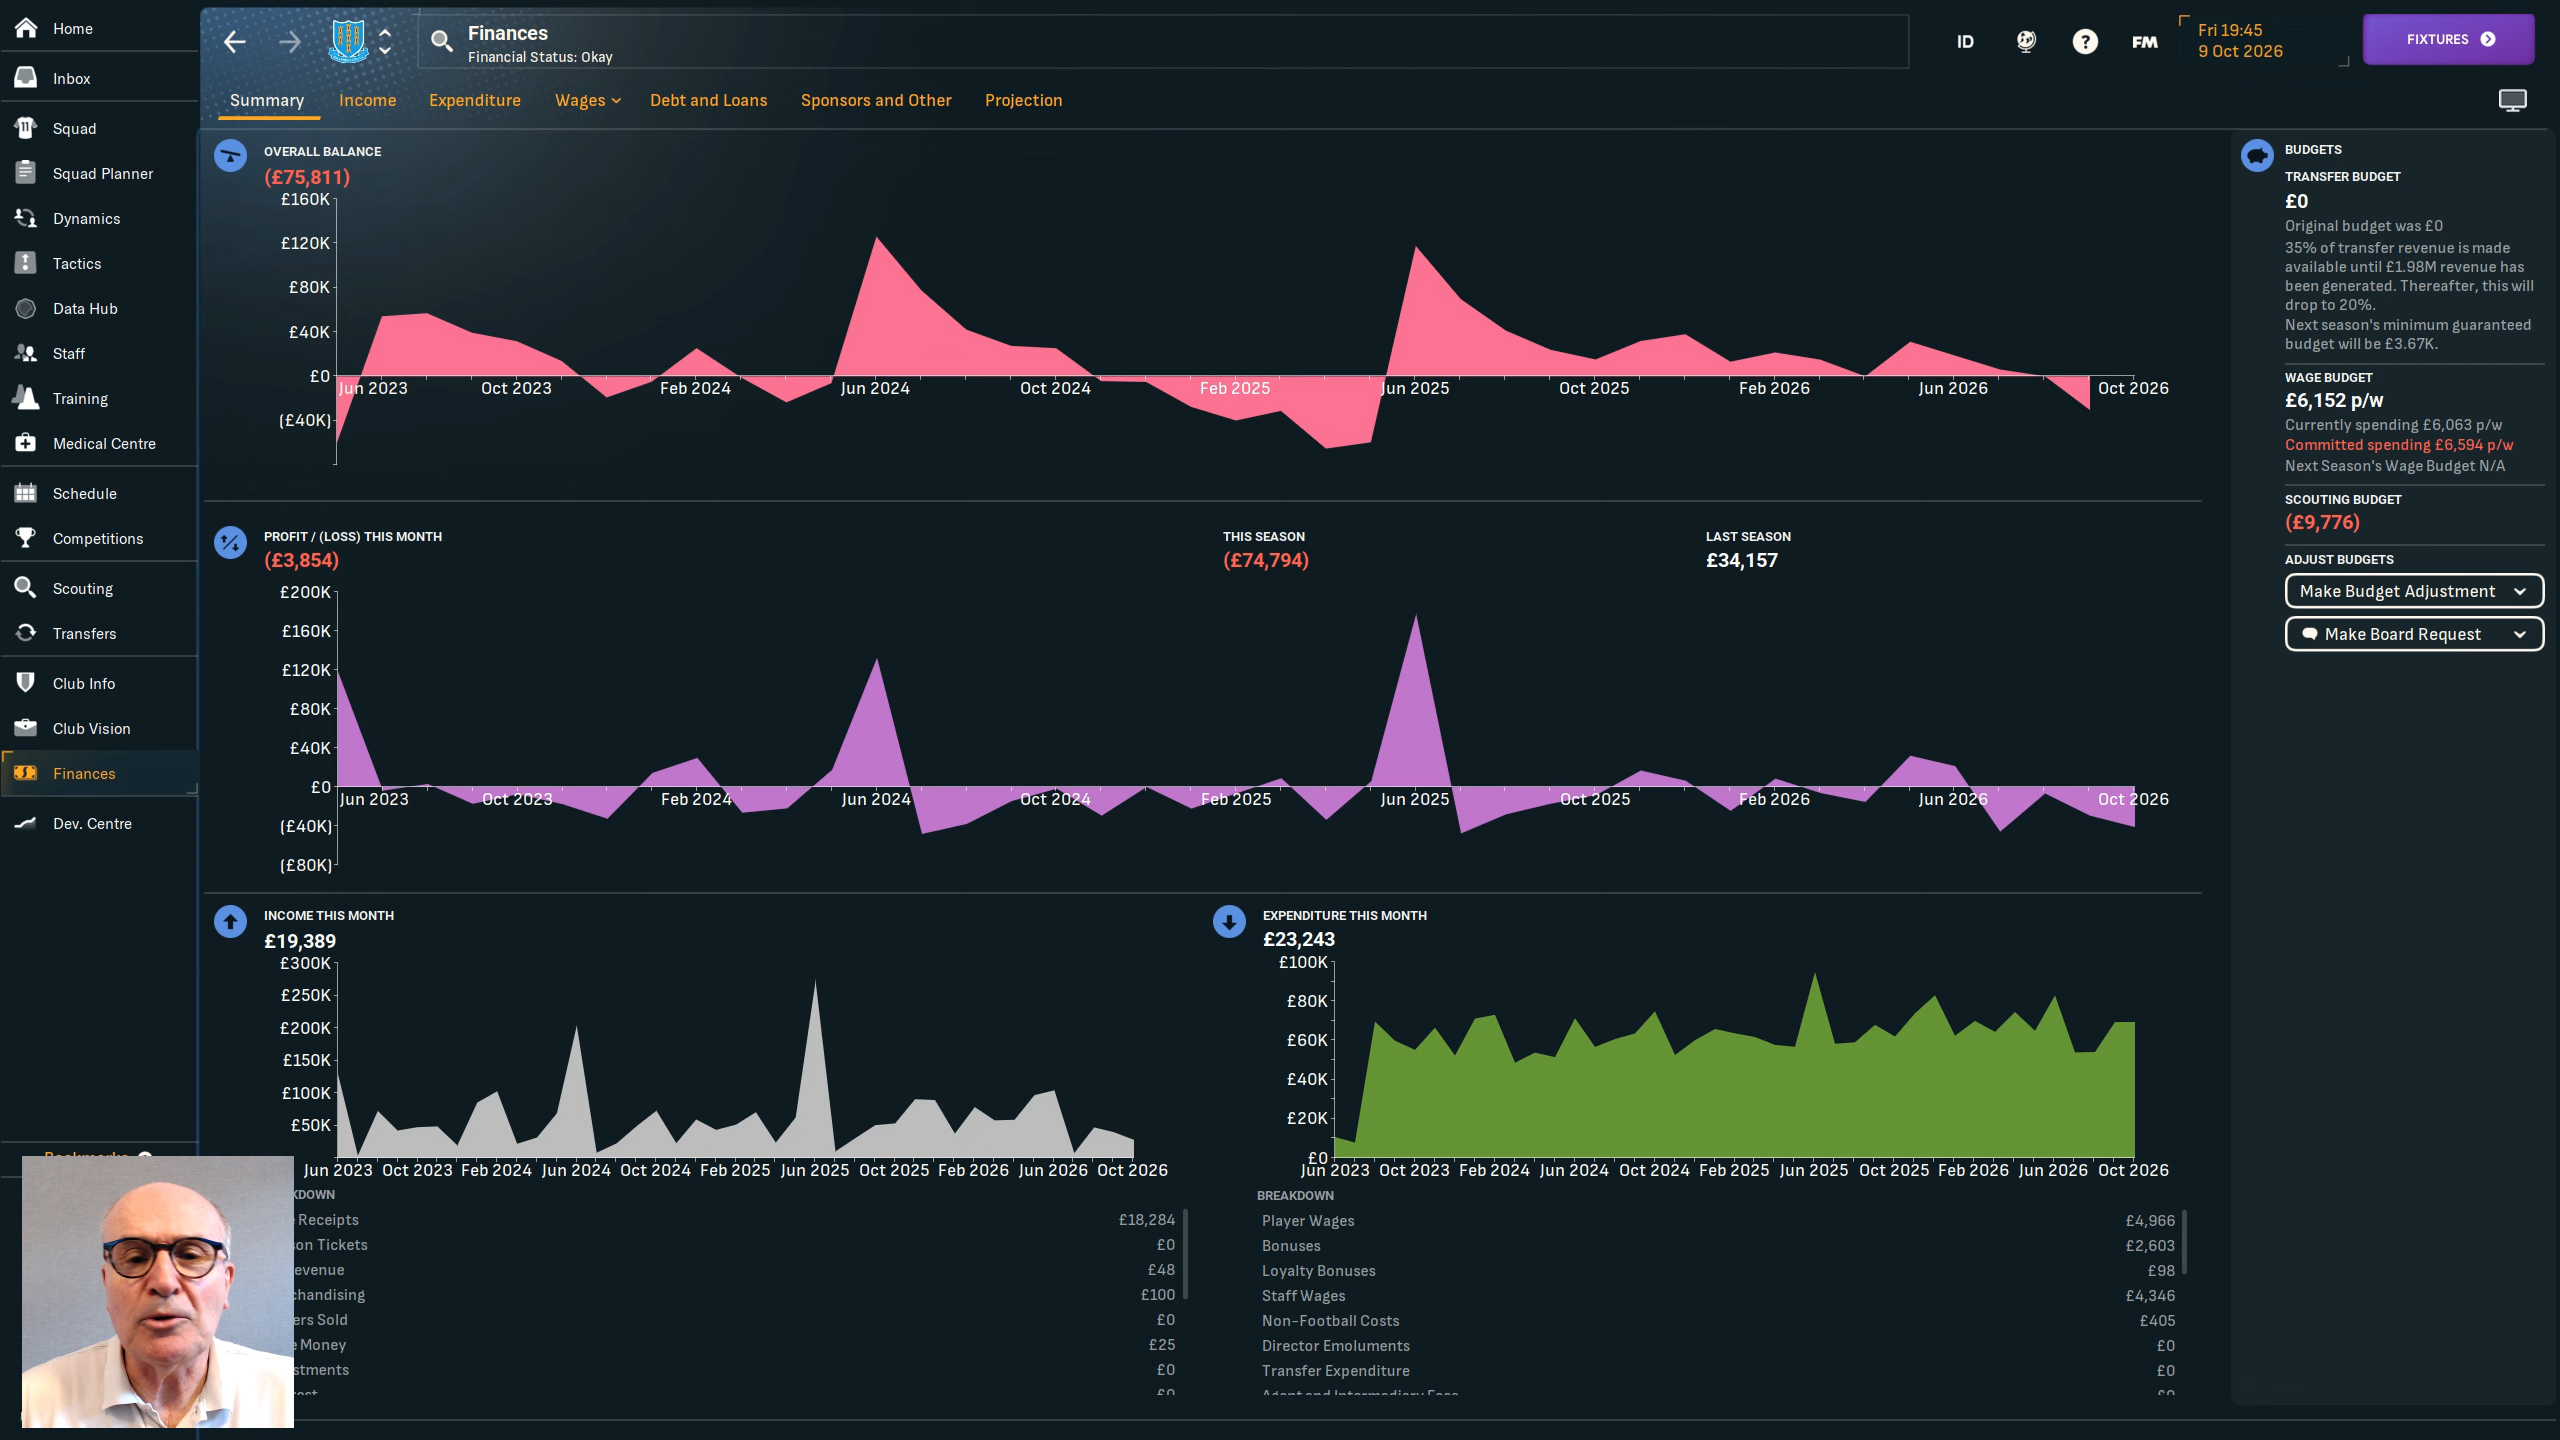 Home
Inbox
Squad
Squad Planner
Dynamics
Tactics
Data Hub
Staff
Training
Medical Centre
Schedule
Competitions
Scouting
Transfers
Club Info
Club Vision
Finances
Dev. Centre
Finances
Financial Status: Okay
ID
?
FM
Fri 19:45
9 Oct 2026
FIXTURES
Summary Income Expenditure Wages Debt and Loans Sponsors and Other Projection
OVERALL BALANCE
(£75,811)
£160K
£120K
£80K
£40K
£0
(£40K)
Jun 2023 Oct 2023 Feb 2024 Jun 2024 Oct 2024 Feb 2025 Jun 2025 Oct 2025 Feb 2026 Jun 2026 Oct 2026
PROFIT / (LOSS) THIS MONTH
(£3,854)
THIS SEASON
(£74,794)
LAST SEASON
£34,157
£200K
£160K
£120K
£80K
£40K
£0
(£40K)
(£80K)
Jun 2023 Oct 2023 Feb 2024 Jun 2024 Oct 2024 Feb 2025 Jun 2025 Oct 2025 Feb 2026 Jun 2026 Oct 2026
INCOME THIS MONTH
£19,389
£300K
£250K
£200K
£150K
£100K
£50K
Jun 2023 Oct 2023 Feb 2024 Jun 2024 Oct 2024 Feb 2025 Jun 2025 Oct 2025 Feb 2026 Jun 2026 Oct 2026
KDOWN
Receipts £18,284
on Tickets £0
evenue £48
chandising £100
ers Sold £0
Money £25
stments £0
£0
EXPENDITURE THIS MONTH
£23,243
£100K
£80K
£60K
£40K
£20K
£0
Jun 2023 Oct 2023 Feb 2024 Jun 2024 Oct 2024 Feb 2025 Jun 2025 Oct 2025 Feb 2026 Jun 2026 Oct 2026
BREAKDOWN
Player Wages £4,966
Bonuses £2,603
Loyalty Bonuses £98
Staff Wages £4,346
Non-Football Costs £405
Director Emoluments £0
Transfer Expenditure £0
Agent and Intermediary Fees £0
BUDGETS
TRANSFER BUDGET
£0
Original budget was £0
35% of transfer revenue is made
available until £1.98M revenue has
been generated. Thereafter, this will
drop to 20%.
Next season's minimum guaranteed
budget will be £3.67K.
WAGE BUDGET
£6,152 p/w
Currently spending £6,063 p/w
Committed spending £6,594 p/w
Next Season's Wage Budget N/A
SCOUTING BUDGET
(£9,776)
ADJUST BUDGETS
Make Budget Adjustment
Make Board Request